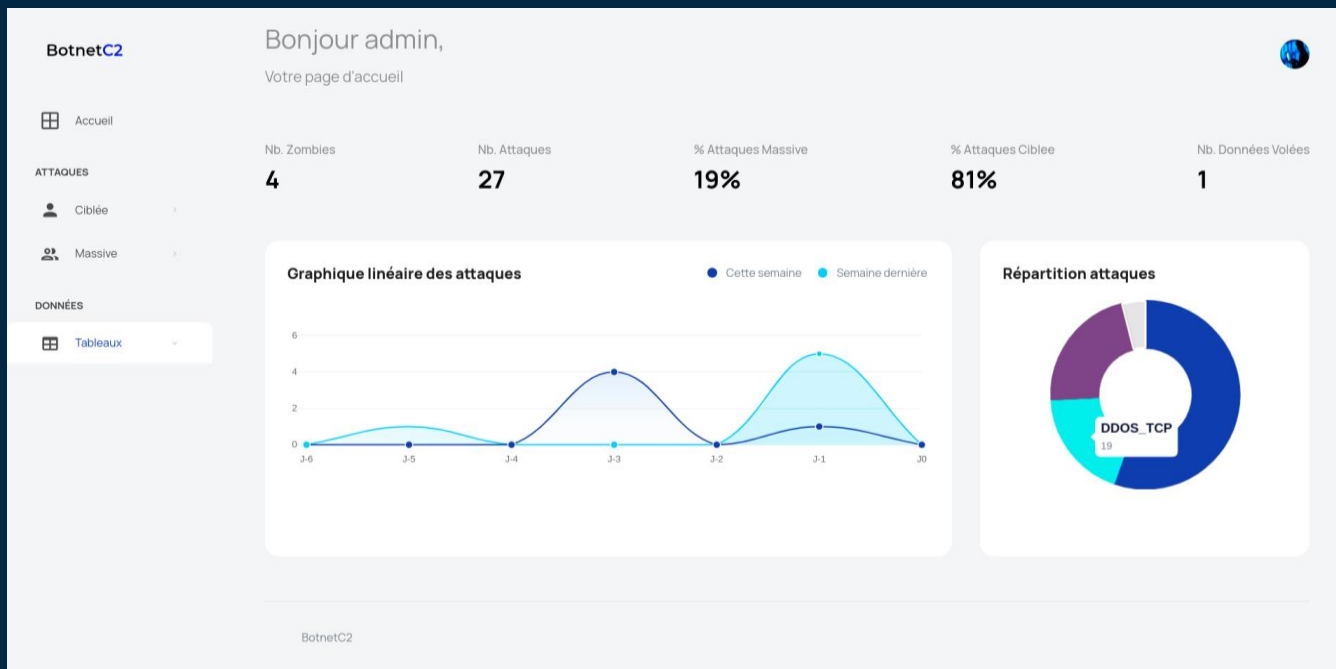 BotnetC2
Bonjour admin,
Votre page d'accueil
Accueil
ATTAQUES
Ciblée
Massive
DONNÉES
Tableaux
Nb. Zombies
4
Nb. Attaques
27
% Attaques Massive
19%
% Attaques Ciblee
81%
Nb. Données Volées
1
Graphique linéaire des attaques
Cette semaine
Semaine dernière
6
4
2
0
J-6 J-5 J-4 J-3 J-2 J-1 J0
Répartition attaques
DDOS_TCP
19
BotnetC2